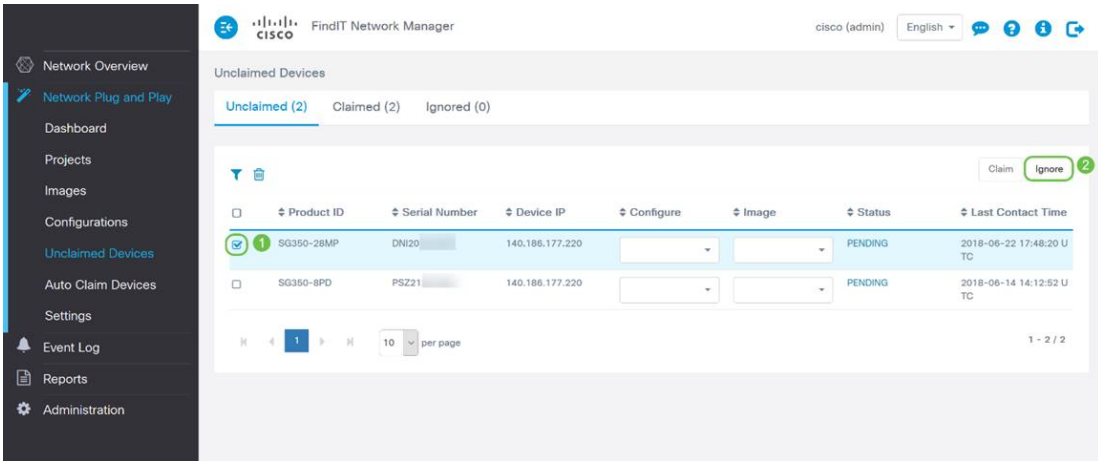 CISCO FindIT Network Manager cisco (admin) English
Network Overview
Network Plug and Play
Dashboard
Projects
Images
Configurations
Unclaimed Devices
Auto Claim Devices
Settings
Event Log
Reports
Administration
Unclaimed Devices
Unclaimed (2) Claimed (2) Ignored (0)
Claim Ignore 2
Product ID Serial Number Device IP Configure Image Status Last Contact Time
1 SG350-28MP DNI20 140.186.177.220 PENDING 2018-06-22 17:48:20 U
TC
SG350-8PD PSZ21 140.186.177.220 PENDING 2018-06-14 14:12:52 U
TC
1 10 per page 1 - 2 / 2